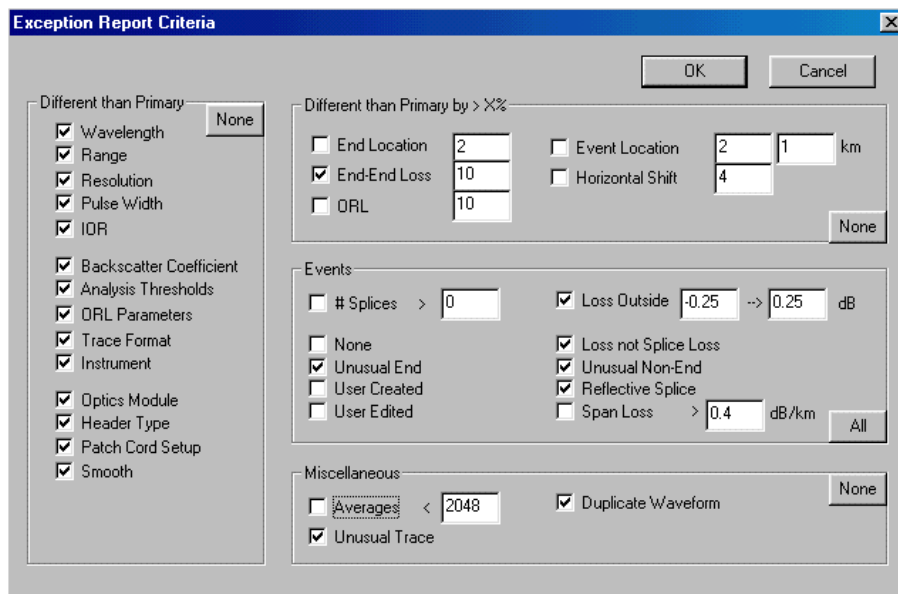 Exception Report Criteria
OK
Cancel
Different than Primary
None
Wavelength
Range
Resolution
Pulse Width
IOR
Backscatter Coefficient
Analysis Thresholds
ORL Parameters
Trace Format
Instrument
Optics Module
Header Type
Patch Cord Setup
Smooth
Different than Primary by > X%
End Location 2
End-End Loss 10
ORL 10
Event Location 2 1 km
Horizontal Shift 4
None
Events
# Splices > 0
None
Unusual End
User Created
User Edited
Loss Outside -0.25 --> 0.25 dB
Loss not Splice Loss
Unusual Non-End
Reflective Splice
Span Loss > 0.4 dB/km
All
Miscellaneous
None
Averages < 2048
Unusual Trace
Duplicate Waveform